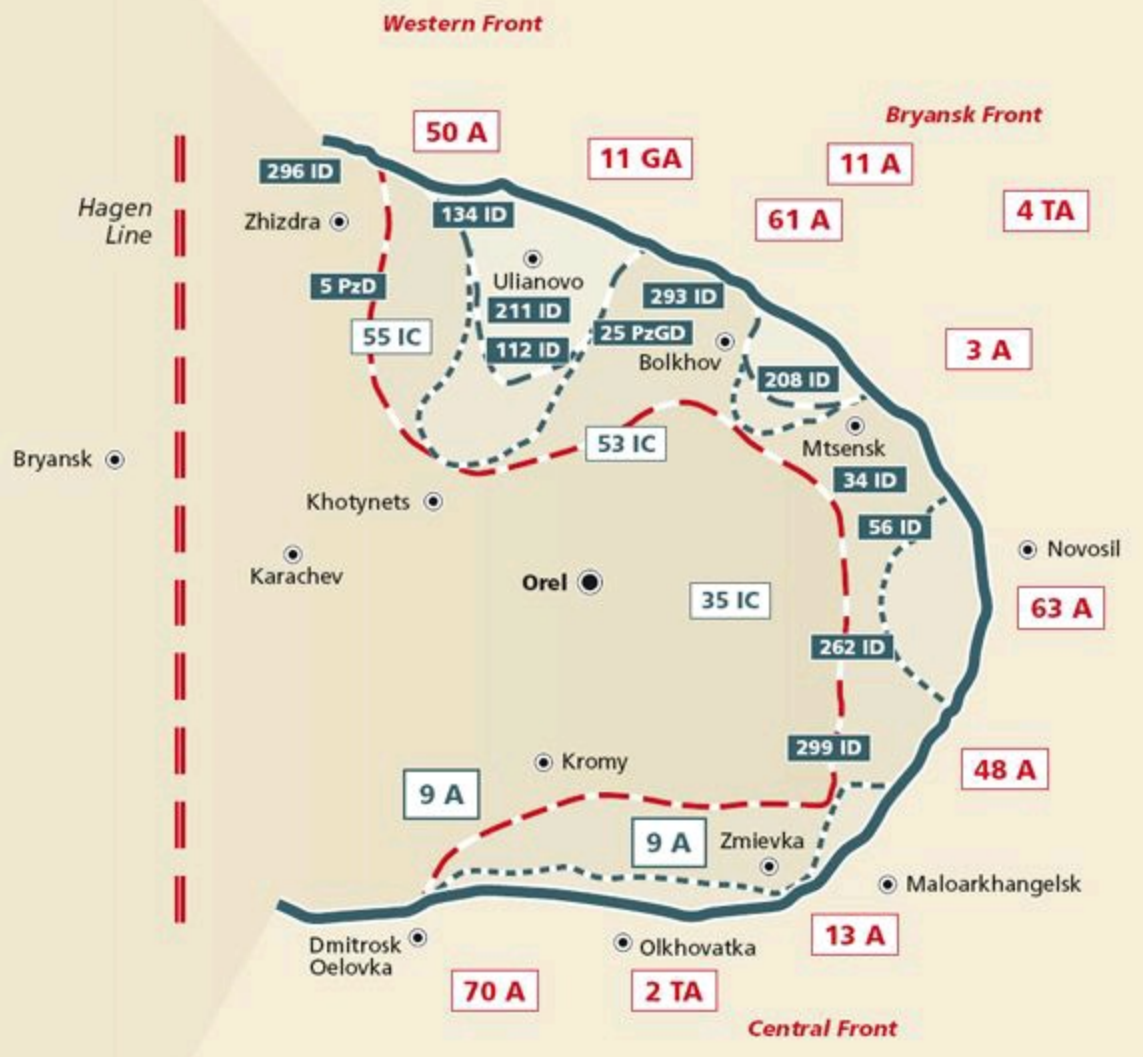 Western Front
Bryansk Front
50 A
11 GA
11 A
296 ID
Hagen
Line
Zhizdra
134 ID
61 A
4 TA
Ulianovo
5 PzD
211 ID
293 ID
55 IC
112 ID
25 PzGD
Bolkhov
3 A
208 ID
53 IC
Mtsensk
Bryansk
34 ID
Khotynets
56 ID
Novosil
Karachev
Orel
35 IC
63 A
262 ID
299 ID
Kromy
48 A
9 A
9 A
Zmievka
Maloarkhangelsk
Dmitrosk
Oelovka
Olkhovatka
13 A
70 A
2 TA
Central Front